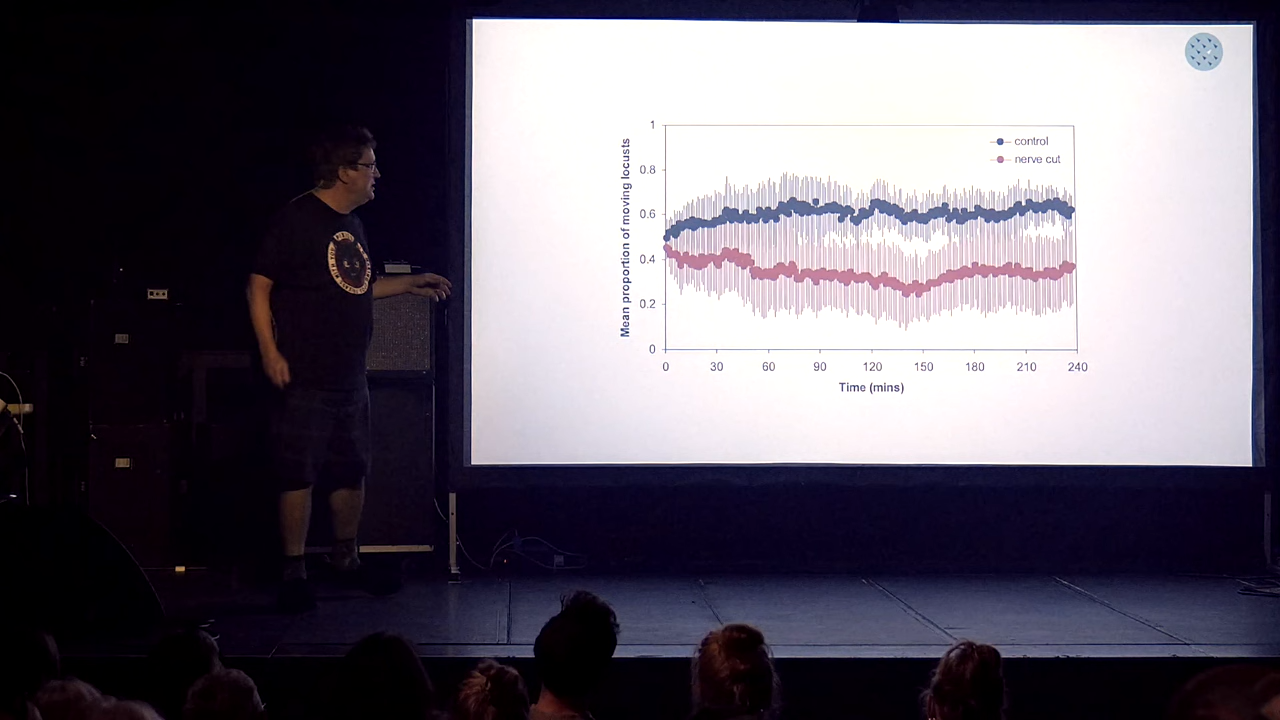 1
control
nerve cut
0.8
0.6
0.4
0.2
0
Mean proportion of moving locusts
0 30 60 90 120 150 180 210 240
Time (mins)